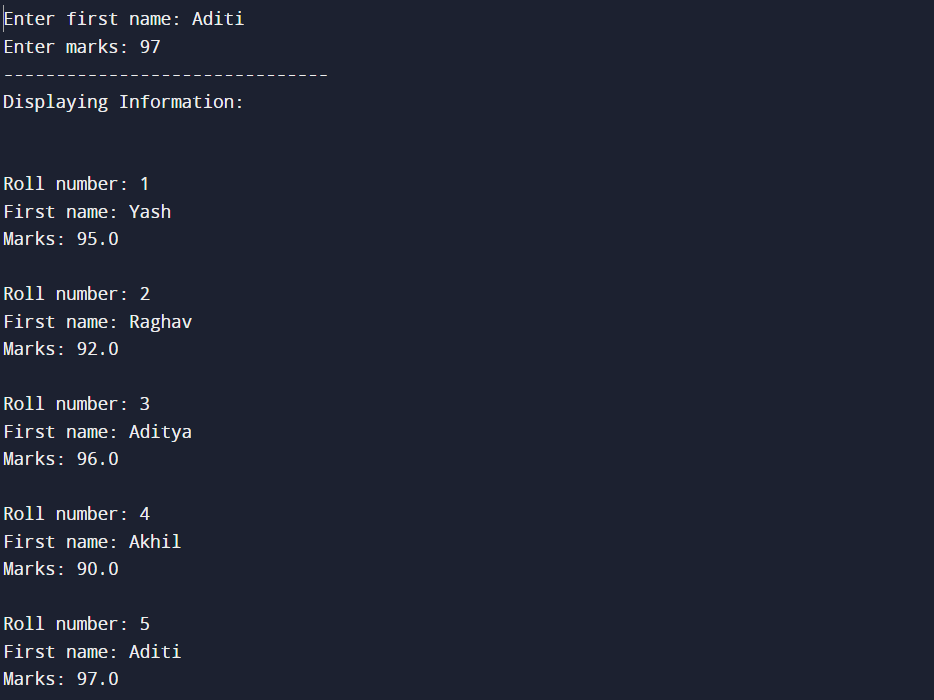 Enter first name: Aditi
Enter marks: 97
-------------------------------
Displaying Information:
Roll number: 1
First name: Yash
Marks: 95.0
Roll number: 2
First name: Raghav
Marks: 92.0
Roll number: 3
First name: Aditya
Marks: 96.0
Roll number: 4
First name: Akhil
Marks: 90.0
Roll number: 5
First name: Aditi
Marks: 97.0